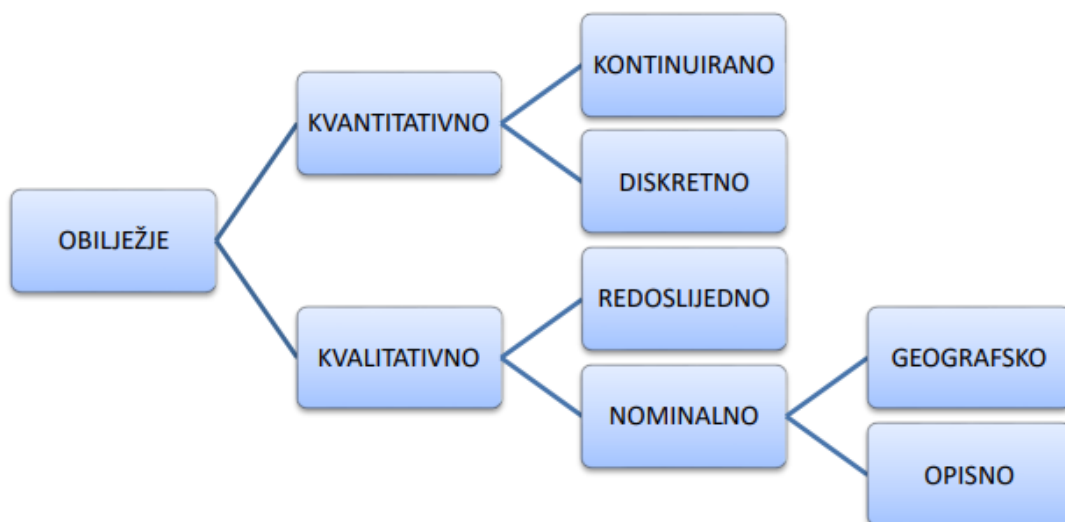 OBILJEŽJE
KVANTITATIVNO
KONTINUIRANO
DISKRETNO
KVALITATIVNO
REDOSLIJEDNO
NOMINALNO
GEOGRAFSKO
OPISNO